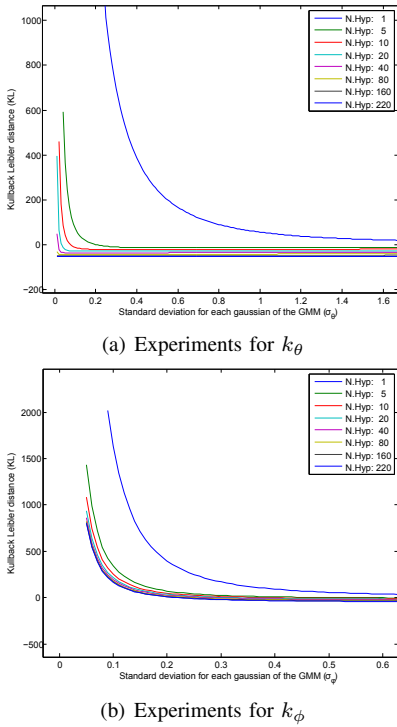 1000
800
600
400
200
0
−200
Kullback Leibler distance (KL)
0
0.2
0.4
0.6
0.8
1
1.2
1.4
1.6
Standard deviation for each gaussian of the GMM (σθ)
N.Hyp: 1
N.Hyp: 5
N.Hyp: 10
N.Hyp: 20
N.Hyp: 40
N.Hyp: 80
N.Hyp: 160
N.Hyp: 220
(a) Experiments for kθ
2000
1500
1000
500
0
−500
Kullback Leibler distance (KL)
0
0.1
0.2
0.3
0.4
0.5
0.6
Standard deviation for each gaussian of the GMM (σφ)
N.Hyp: 1
N.Hyp: 5
N.Hyp: 10
N.Hyp: 20
N.Hyp: 40
N.Hyp: 80
N.Hyp: 160
N.Hyp: 220
(b) Experiments for kϕ